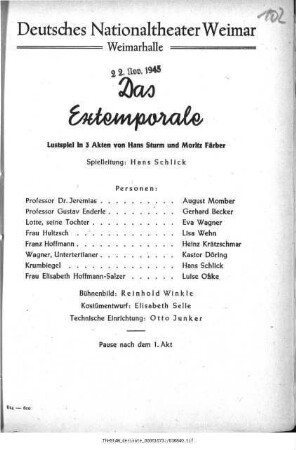 102
Deutsches Nationaltheater Weimar
Weimarhalle
22. Nov. 1945
Das
Extemporale
Lustspiel in 3 Akten von Hans Sturm und Moritz Färber
Spielleitung: Hans Schlick
Personen:
Professor Dr. Jeremias . . . . . . . . August Momber
Professor Gustav Enderle . . . . . . . Gerhard Becker
Lotte, seine Tochter . . . . . . . . . Eva Wagner
Frau Hultzsch . . . . . . . . . . Lisa Wehn
Franz Hoffmann . . . . . . . . . . Heinz Krätzschmar
Wagner, Untertertianer . . . . . . . . Kastor Döring
Krumbiegel . . . . . . . . . . Hans Schlick
Frau Elisabeth Hoffmann-Salzer . . . . . . Luise Oßke
Bühnenbild: Reinhold Winkle
Kostümentwurf: Elisabeth Selle
Technische Einrichtung: Otto Junker
Pause nach dem 1. Akt